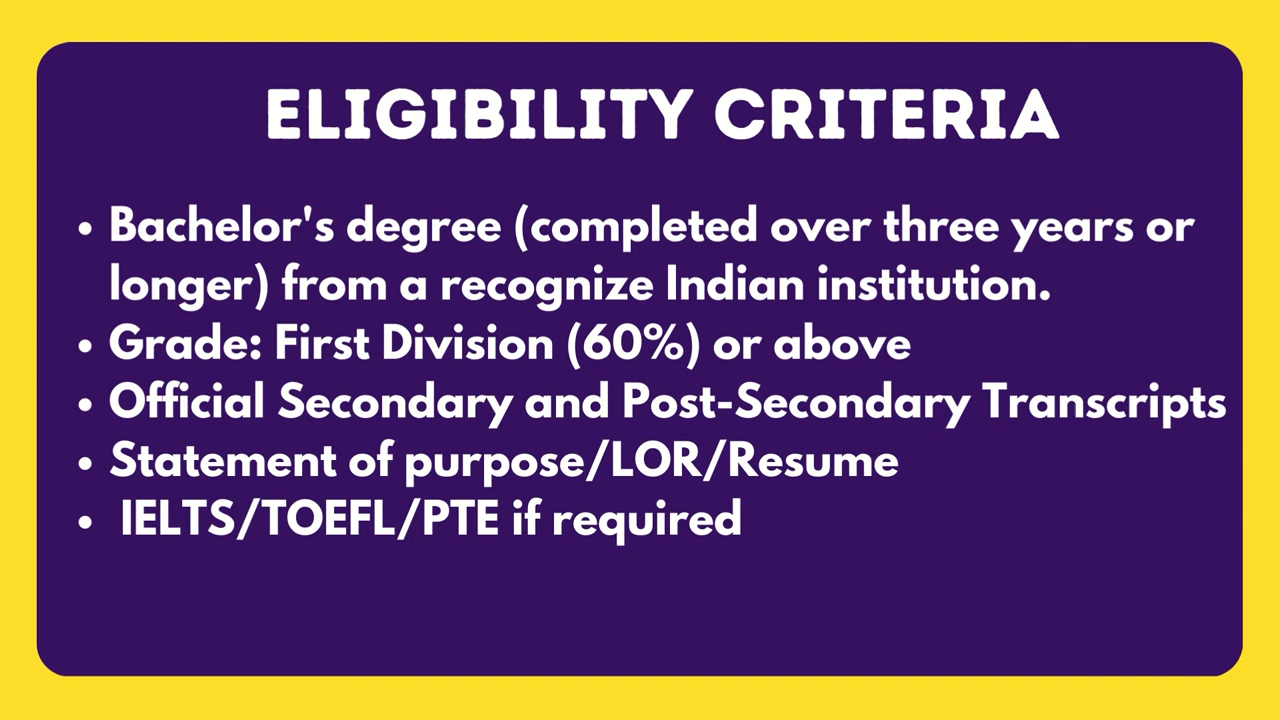 ELIGIBILITY CRITERIA
• Bachelor's degree (completed over three years or
longer) from a recognize Indian institution.
• Grade: First Division (60%) or above
• Official Secondary and Post-Secondary Transcripts
• Statement of purpose/LOR/Resume
• IELTS/TOEFL/PTE if required